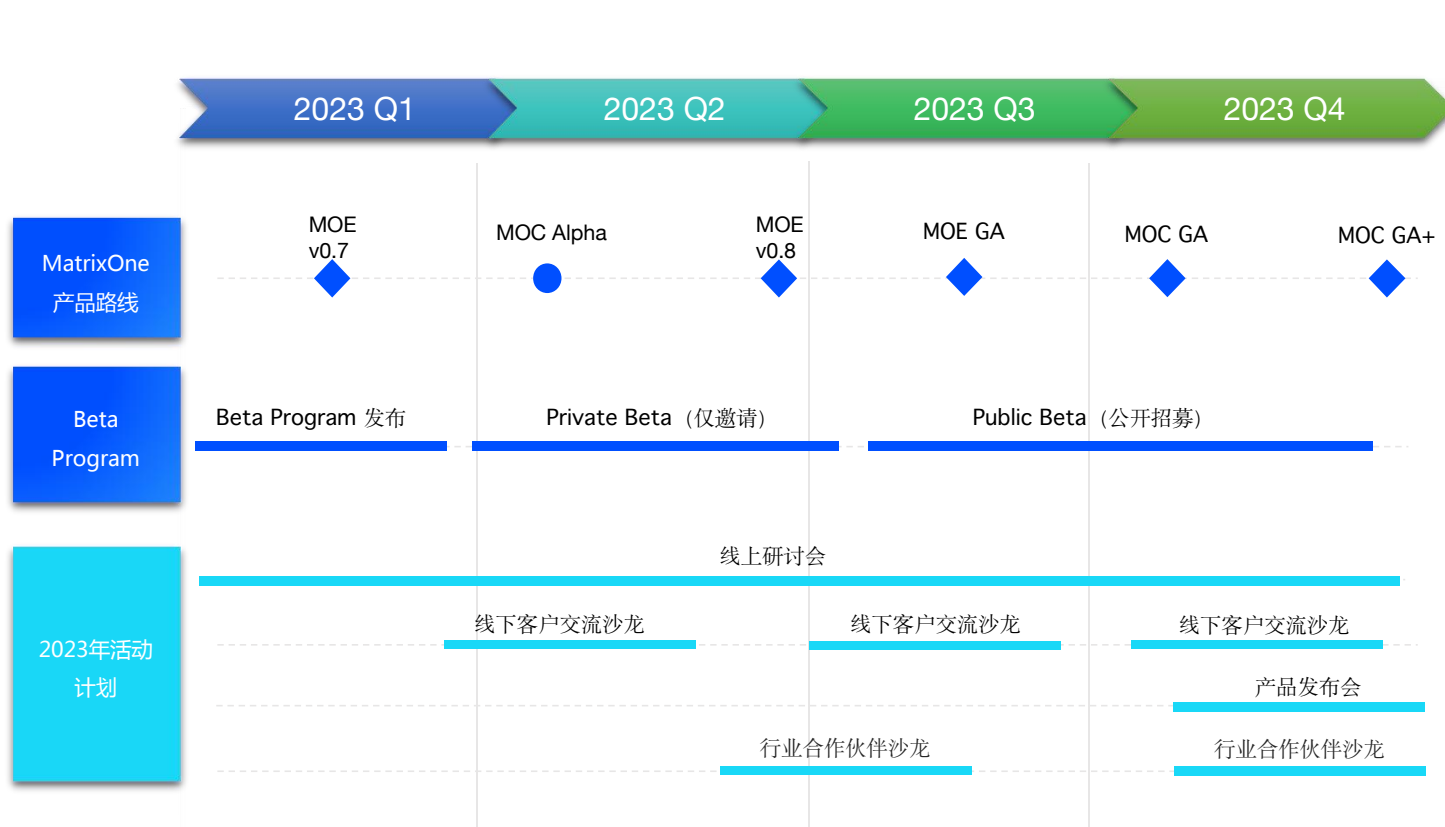 2023 Q1
2023 Q2
2023 Q3
2023 Q4
MatrixOne
产品路线
MOE
v0.7
MOC Alpha
MOE
v0.8
MOE GA
MOC GA
MOC GA+
Beta
Program
Beta Program 发布
Private Beta（仅邀请）
Public Beta（公开招募）
2023年活动
计划
线上研讨会
线下客户交流沙龙
线下客户交流沙龙
线下客户交流沙龙
产品发布会
行业合作伙伴沙龙
行业合作伙伴沙龙